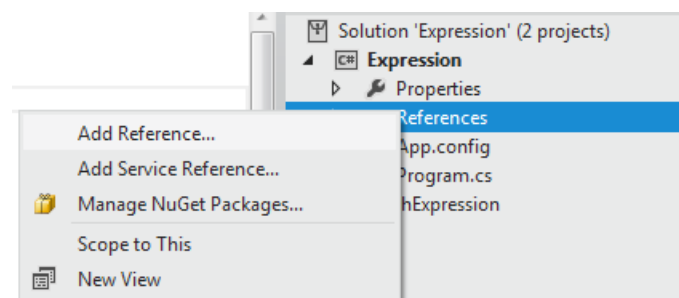 Solution 'Expression' (2 projects)
C# Expression
Properties
References
App.config
Program.cs
hExpression
Add Reference...
Add Service Reference...
Manage NuGet Packages...
Scope to This
New View